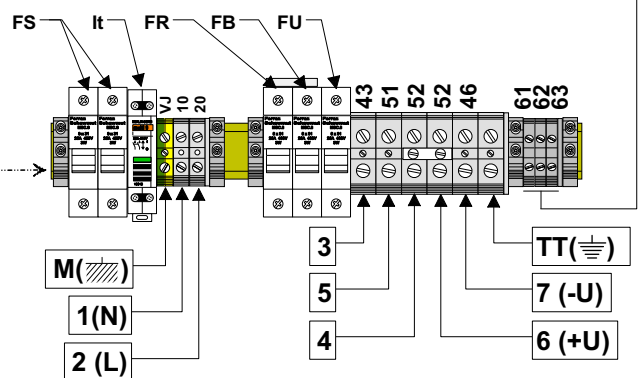 FS It FR FB FU
VJ 10 20 43 51 52 52 46 61 62 63
M( )
1(N)
2 (L)
3
5
4
TT( )
7 (-U)
6 (+U)